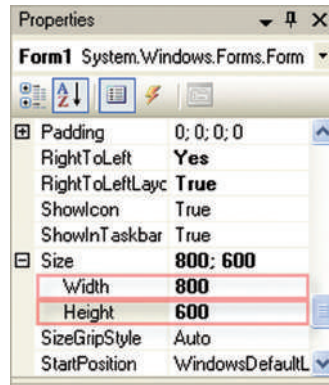 Properties
Form1 System.Windows.Forms.Form
Padding 0; 0; 0; 0
RightToLeft Yes
RightToLeftLayc True
ShowIcon True
ShowInTaskbar True
Size 800; 600
Width 800
Height 600
SizeGripStyle Auto
StartPosition WindowsDefaultL